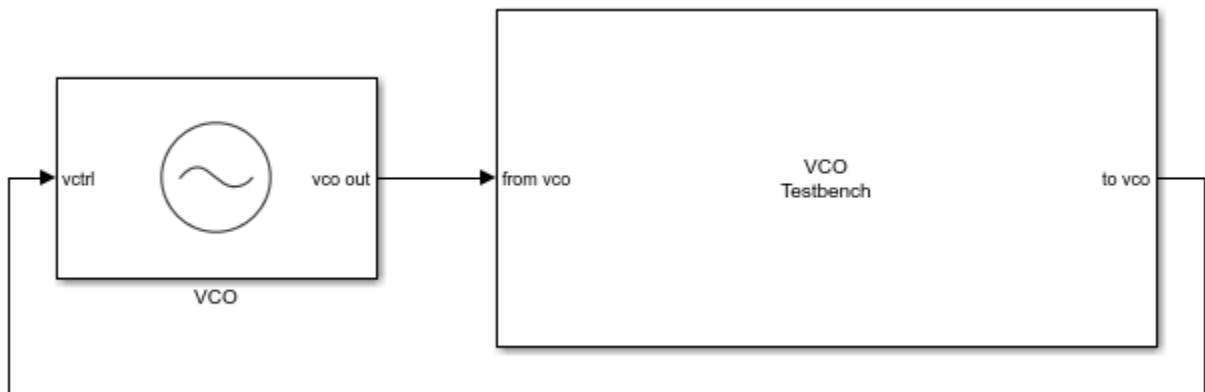 vctrl
vco out
VCO
from vco
VCO
Testbench
to vco